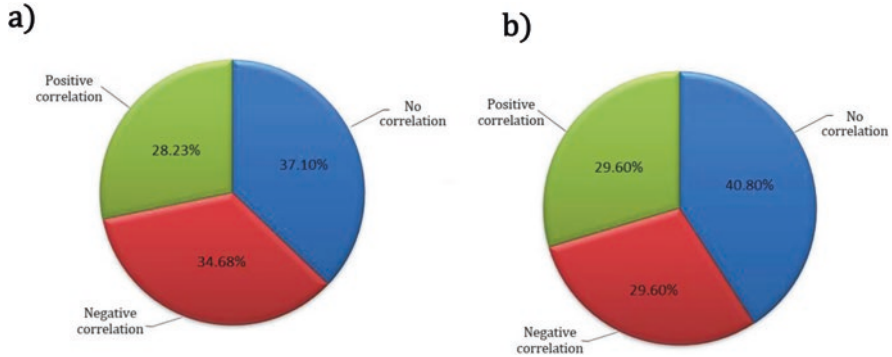 a)
Positive
correlation
No
correlation
28.23%
37.10%
34.68%
Negative
correlation
b)
Positive
correlation
No
correlation
29.60%
40.80%
29.60%
Negative
correlation